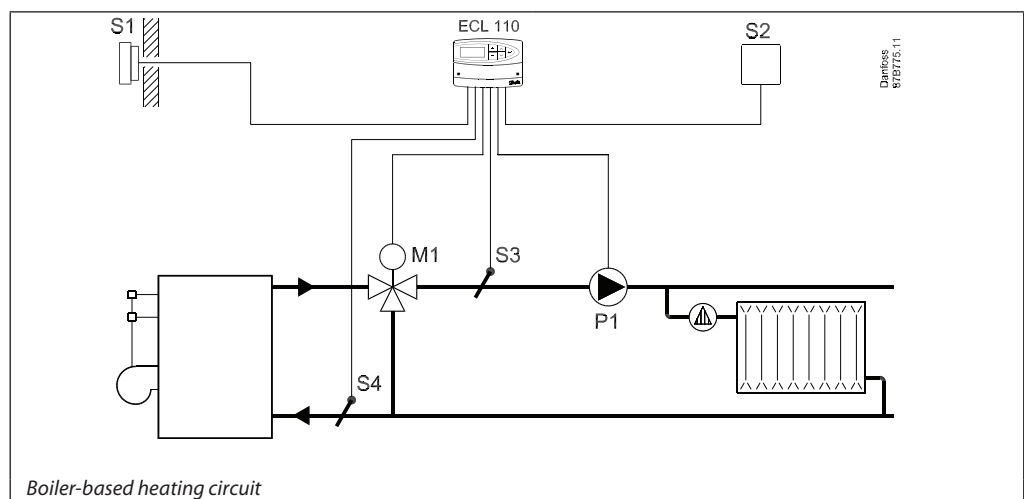 S1
ECL 110
S2
Danfoss
87B775.11
M1
S3
P1
S4
Boiler-based heating circuit